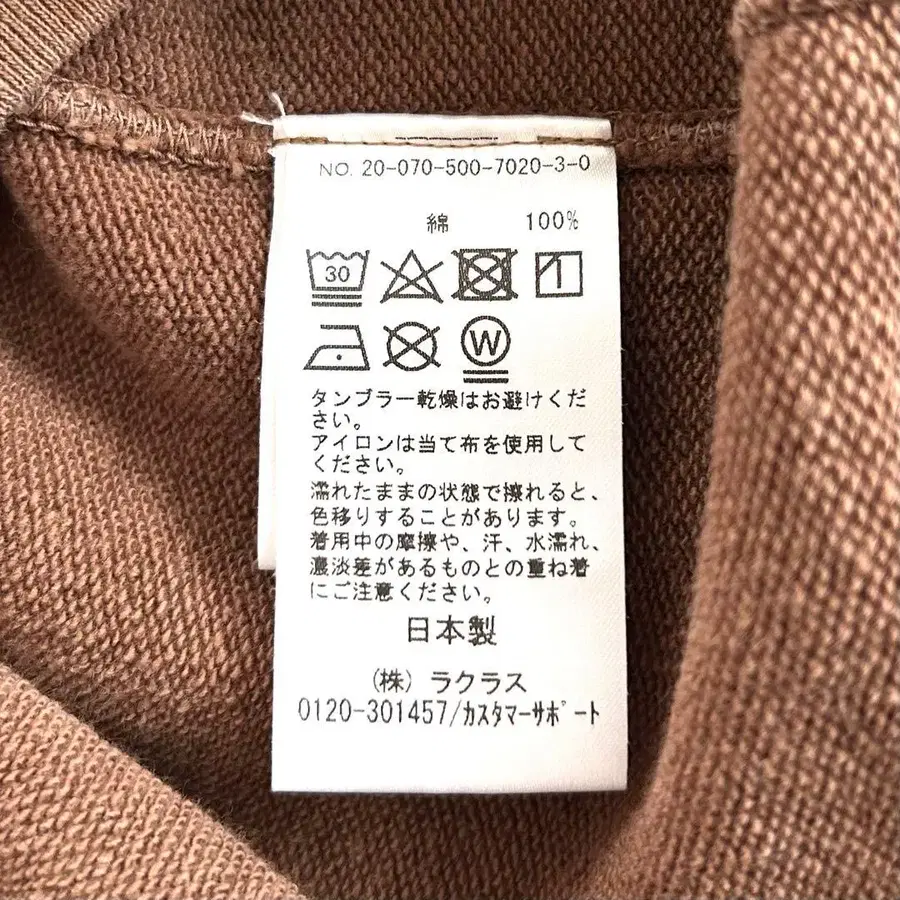 NO. 20-070-500-7020-3-0
綿 100%
30
W
タンブラー乾燥はお避けくだ
さい。
アイロンは当て布を使用して
ください。
濡れたままの状態で擦れると、
色移りすることがあります。
着用中の摩擦や、汗、水濡れ、
濃淡差があるものとの重ね着
にご注意ください。
日本製
(株) ラクラス
0120-301457/ｶｽﾀﾏｰｻﾎﾟｰﾄ